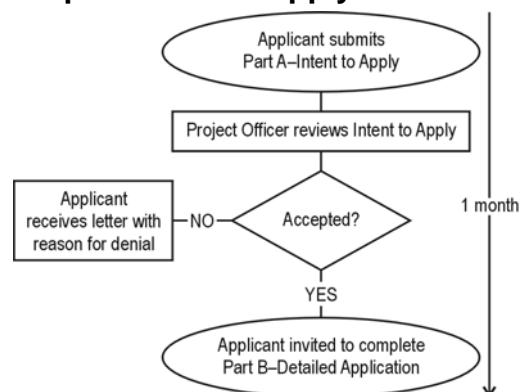 Applicant submits
Part A–Intent to Apply
Project Officer reviews Intent to Apply
Applicant
receives letter with
reason for denial
NO
Accepted?
1 month
YES
Applicant invited to complete
Part B–Detailed Application